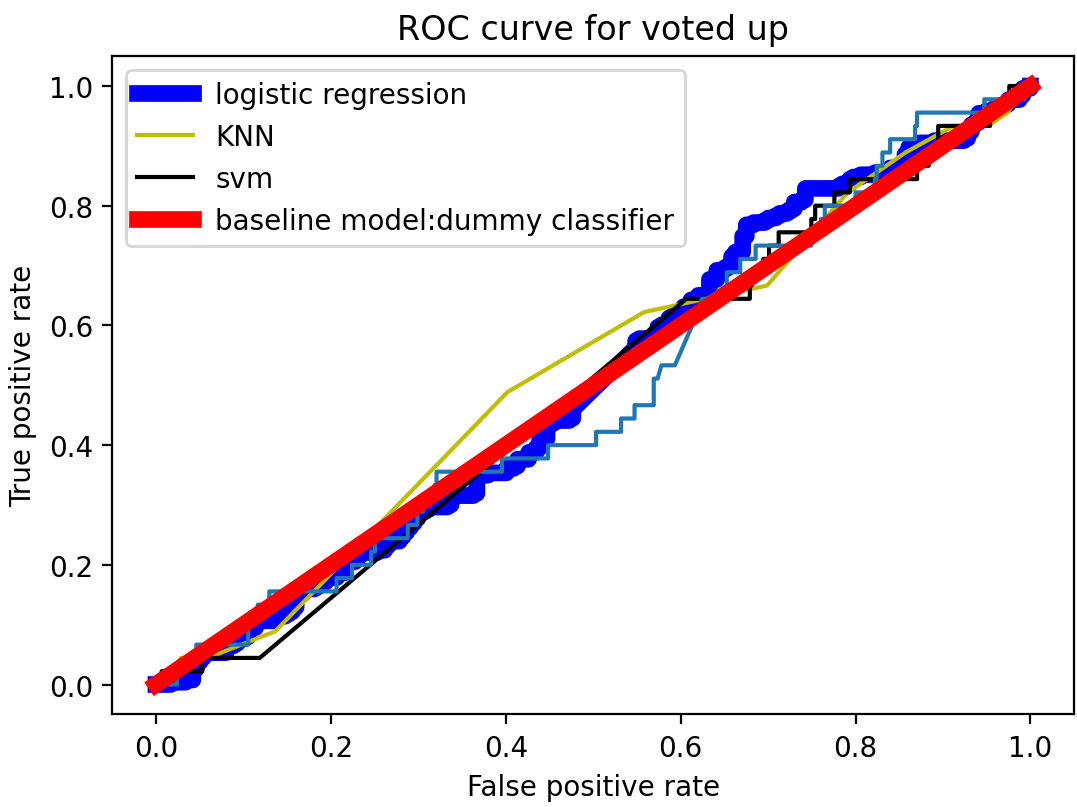 ROC curve for voted up
logistic regression
KNN
svm
baseline model:dummy classifier
True positive rate
1.0
0.8
0.6
0.4
0.2
0.0
0.0 0.2 0.4 0.6 0.8 1.0
False positive rate